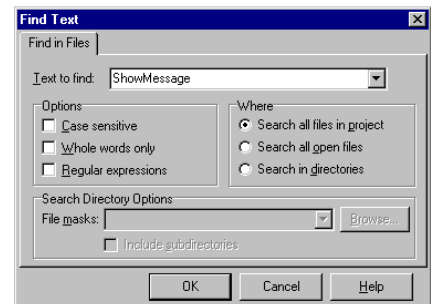 Find Text
Find in Files
Text to find: ShowMessage
Options
Case sensitive
Whole words only
Regular expressions
Where
Search all files in project
Search all open files
Search in directories
Search Directory Options
File masks: Browse...
Include subdirectories
OK Cancel Help